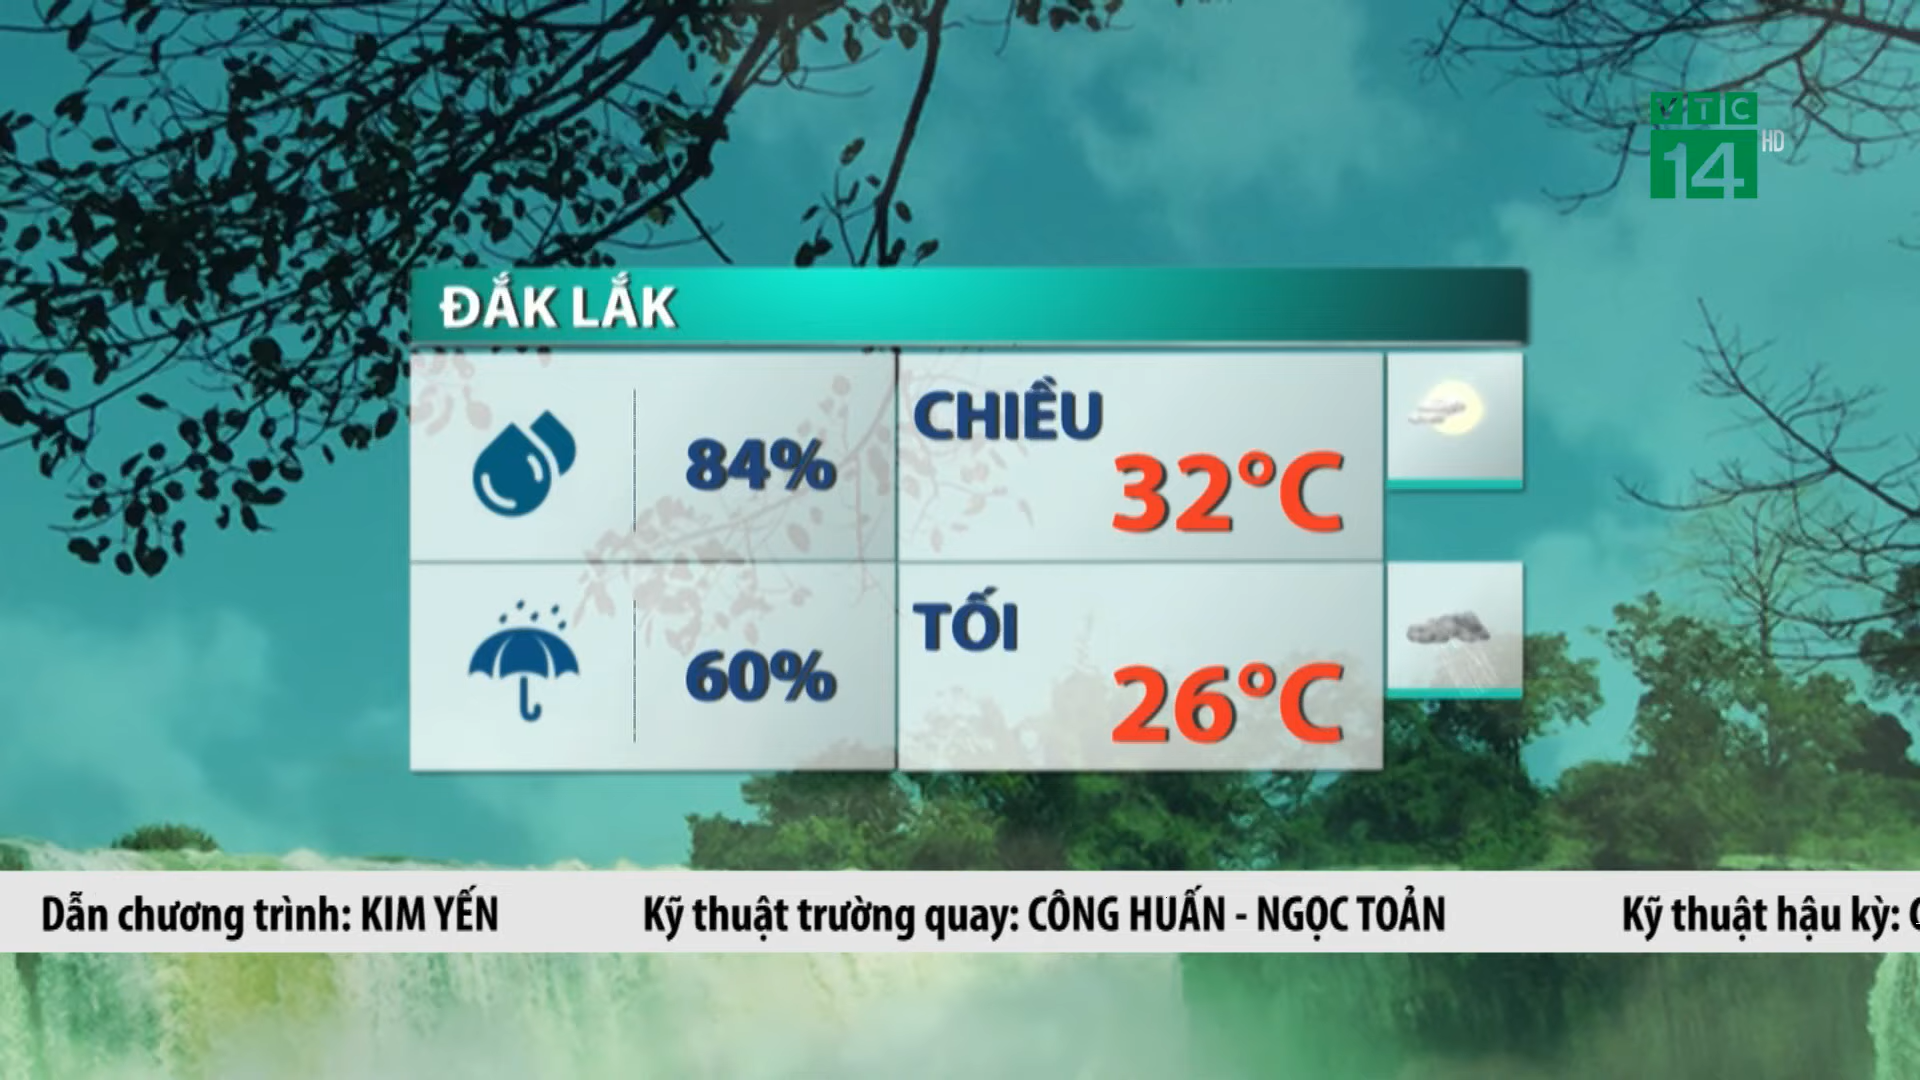 VTC
14 HD
ĐẮK LẮK
84%
CHIỀU
32°C
60%
TỐI
26°C
Dẫn chương trình: KIM YẾN Kỹ thuật trường quay: CÔNG HUẤN - NGỌC TOẢN Kỹ thuật hậu kỳ: